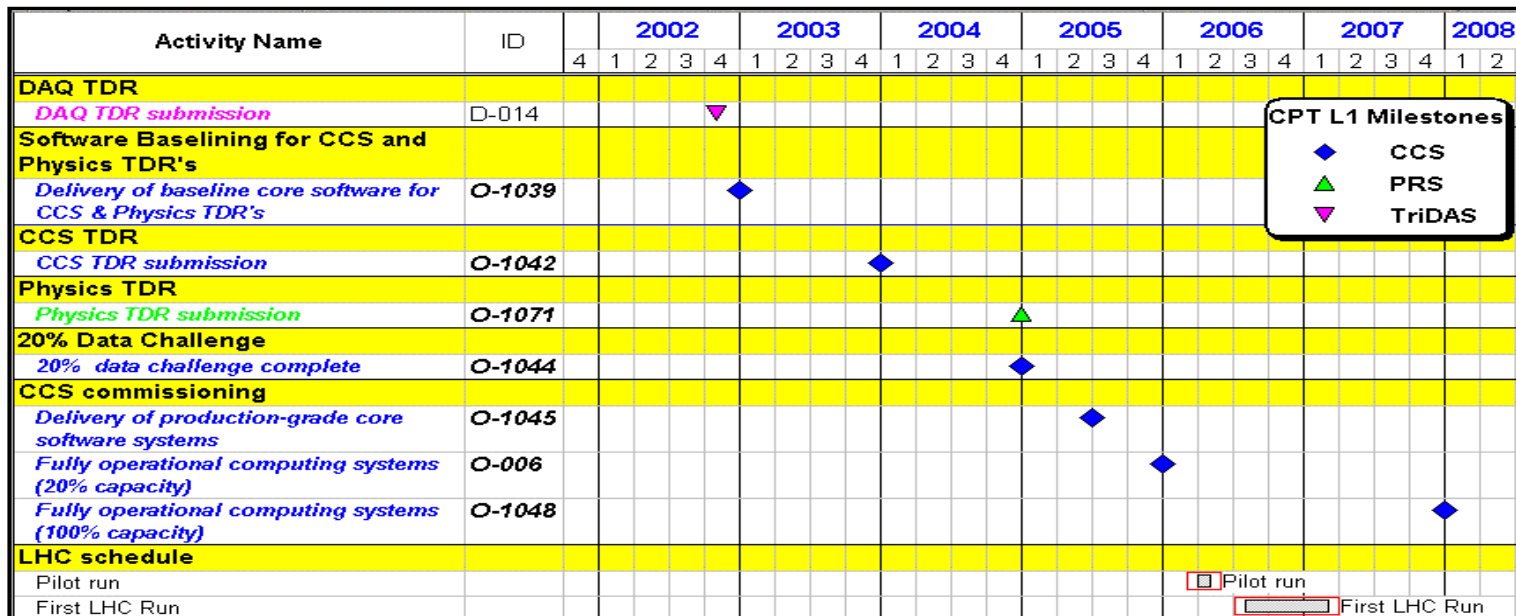 Activity Name ID 2002 2003 2004 2005 2006 2007 2008
4 1 2 3 4 1 2 3 4 1 2 3 4 1 2 3 4 1 2 3 4 1 2 3 4 1 2
DAQ TDR
DAQ TDR submission D-014
CPT L1 Milestones
CCS
PRS
TriDAS
Software Baselining for CCS and
Physics TDR's
Delivery of baseline core software for O-1039
CCS & Physics TDR's
CCS TDR
CCS TDR submission O-1042
Physics TDR
Physics TDR submission O-1071
20% Data Challenge
20% data challenge complete O-1044
CCS commissioning
Delivery of production-grade core O-1045
software systems
Fully operational computing systems O-006
(20% capacity)
Fully operational computing systems O-1048
(100% capacity)
LHC schedule
Pilot run Pilot run
First LHC Run First LHC Run